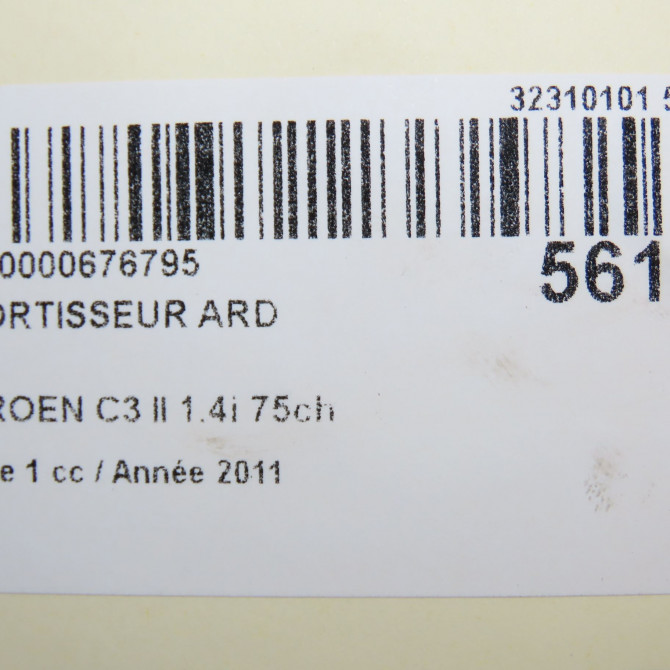 32310101 5
0000676795
561
ORTISSEUR ARD
ROEN C3 II 1.4i 75ch
e 1 cc / Année 2011